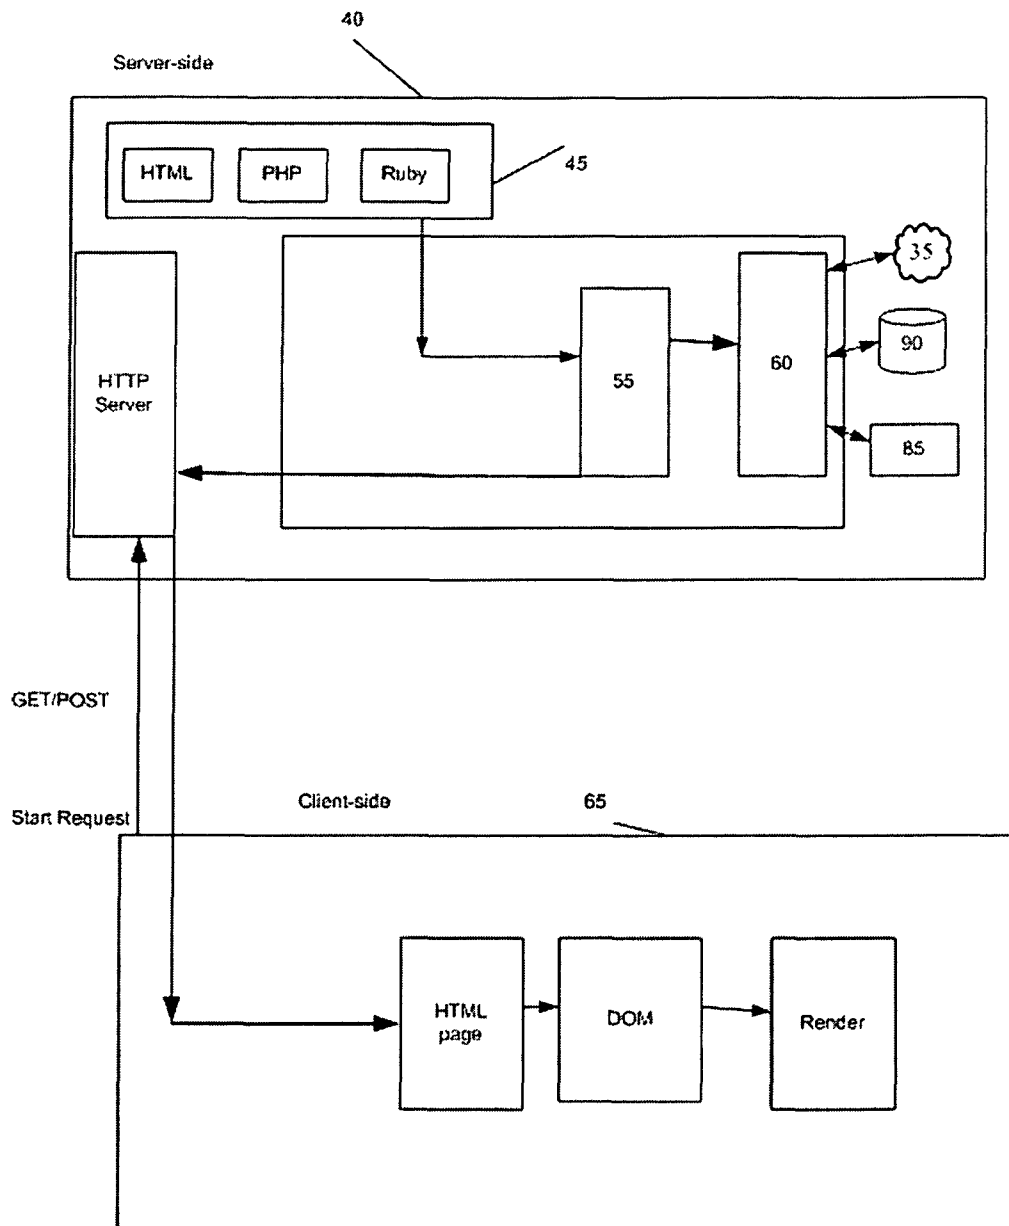 40
Server-side
HTML
PHP
Ruby
45
35
90
85
HTTP
Server
55
60
GET/POST
Start Request
Client-side
65
HTML
page
DOM
Render